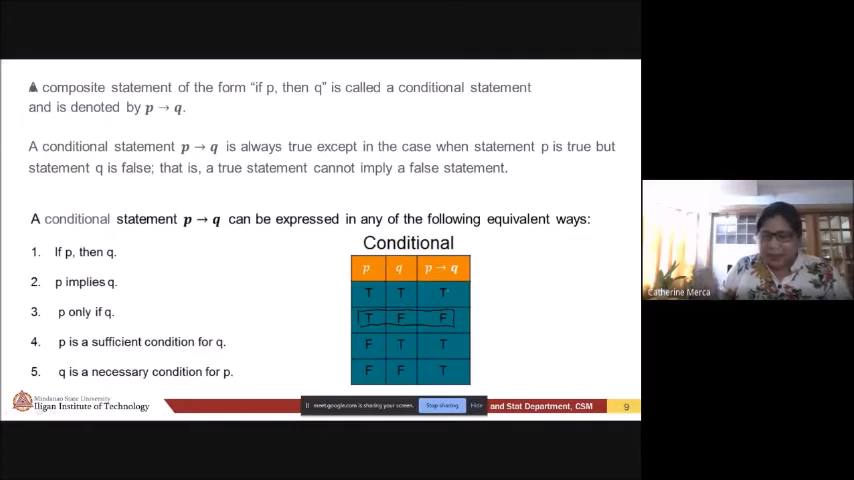 A composite statement of the form “if p, then q” is called a conditional statement
and is denoted by p → q.
A conditional statement p → q is always true except in the case when statement p is true but
statement q is false; that is, a true statement cannot imply a false statement.
A conditional statement p → q can be expressed in any of the following equivalent ways:
1. If p, then q.
2. p implies q.
3. p only if q.
4. p is a sufficient condition for q.
5. q is a necessary condition for p.
Conditional
p q p → q
T T T
T F F
F T T
F F T
Mindanao State University
Iligan Institute of Technology
meet.google.com is sharing your screen. Stop sharing Hide
and Stat Department, CSM
9
Catherine Merca